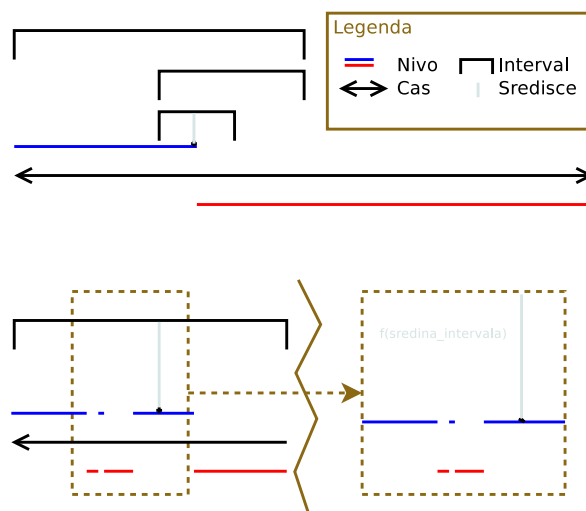 Legenda
Nivo Interval
Cas Sredisce
f(sredina_intervala)